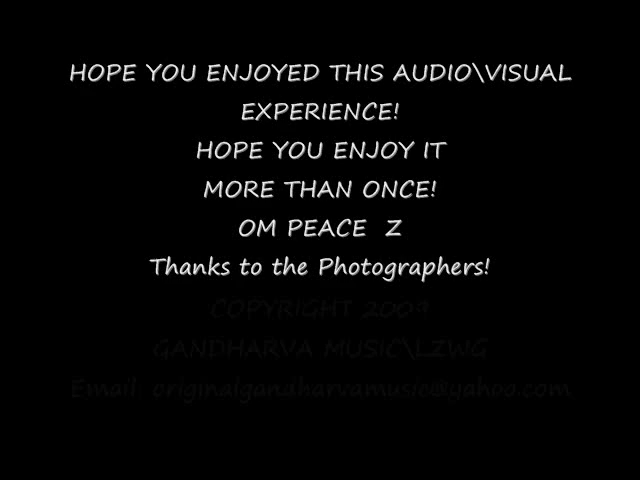 HOPE YOU ENJOYED THIS AUDIO\VISUAL
EXPERIENCE!
HOPE YOU ENJOY IT
MORE THAN ONCE!
OM PEACE  Z
Thanks to the Photographers!
COPYRIGHT 2009
GANDHARVA MUSIC\LZWG
Email: originalgandharvamusic@yahoo.com